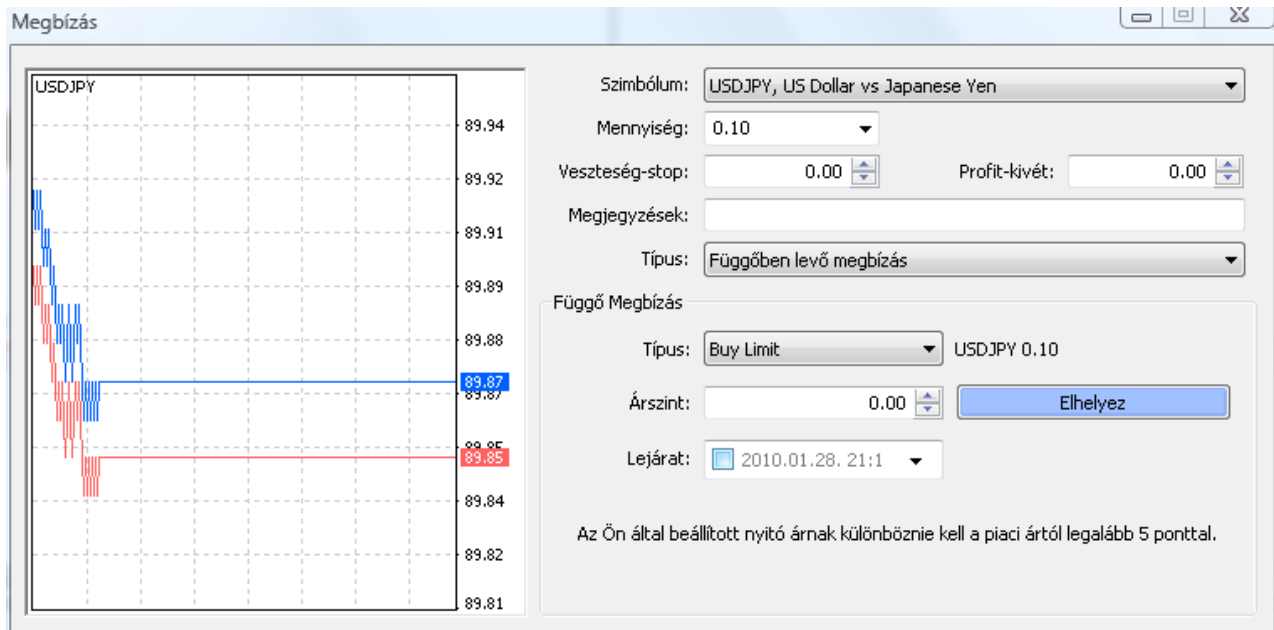 Megbízás
USDJPY
89.94
89.92
89.91
89.89
89.88
89.87
89.87
89.85
89.85
89.84
89.82
89.81
Szimbólum: USDJPY, US Dollar vs Japanese Yen
Mennyiség: 0.10
Veszteség-stop: 0.00 Profit-kivét: 0.00
Megjegyzések:
Típus: Függőben levő megbízás
Függő Megbízás
Típus: Buy Limit USDJPY 0.10
Árszint: 0.00 Elhelyez
Lejárat: 2010.01.28. 21:1
Az Ön által beállított nyitó árnak különböznie kell a piaci ártól legalább 5 ponttal.